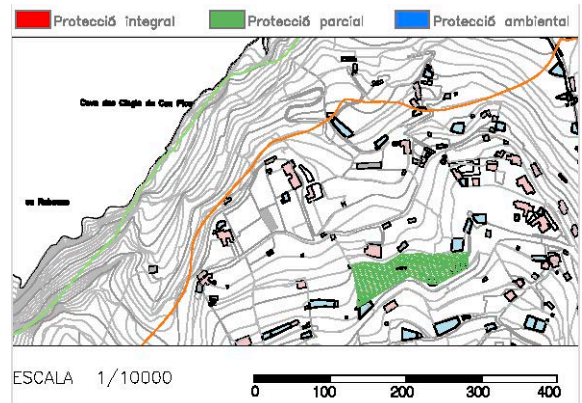 Protecció integral Protecció parcial Protecció ambiental
ESCALA 1/10000
0 100 200 300 400